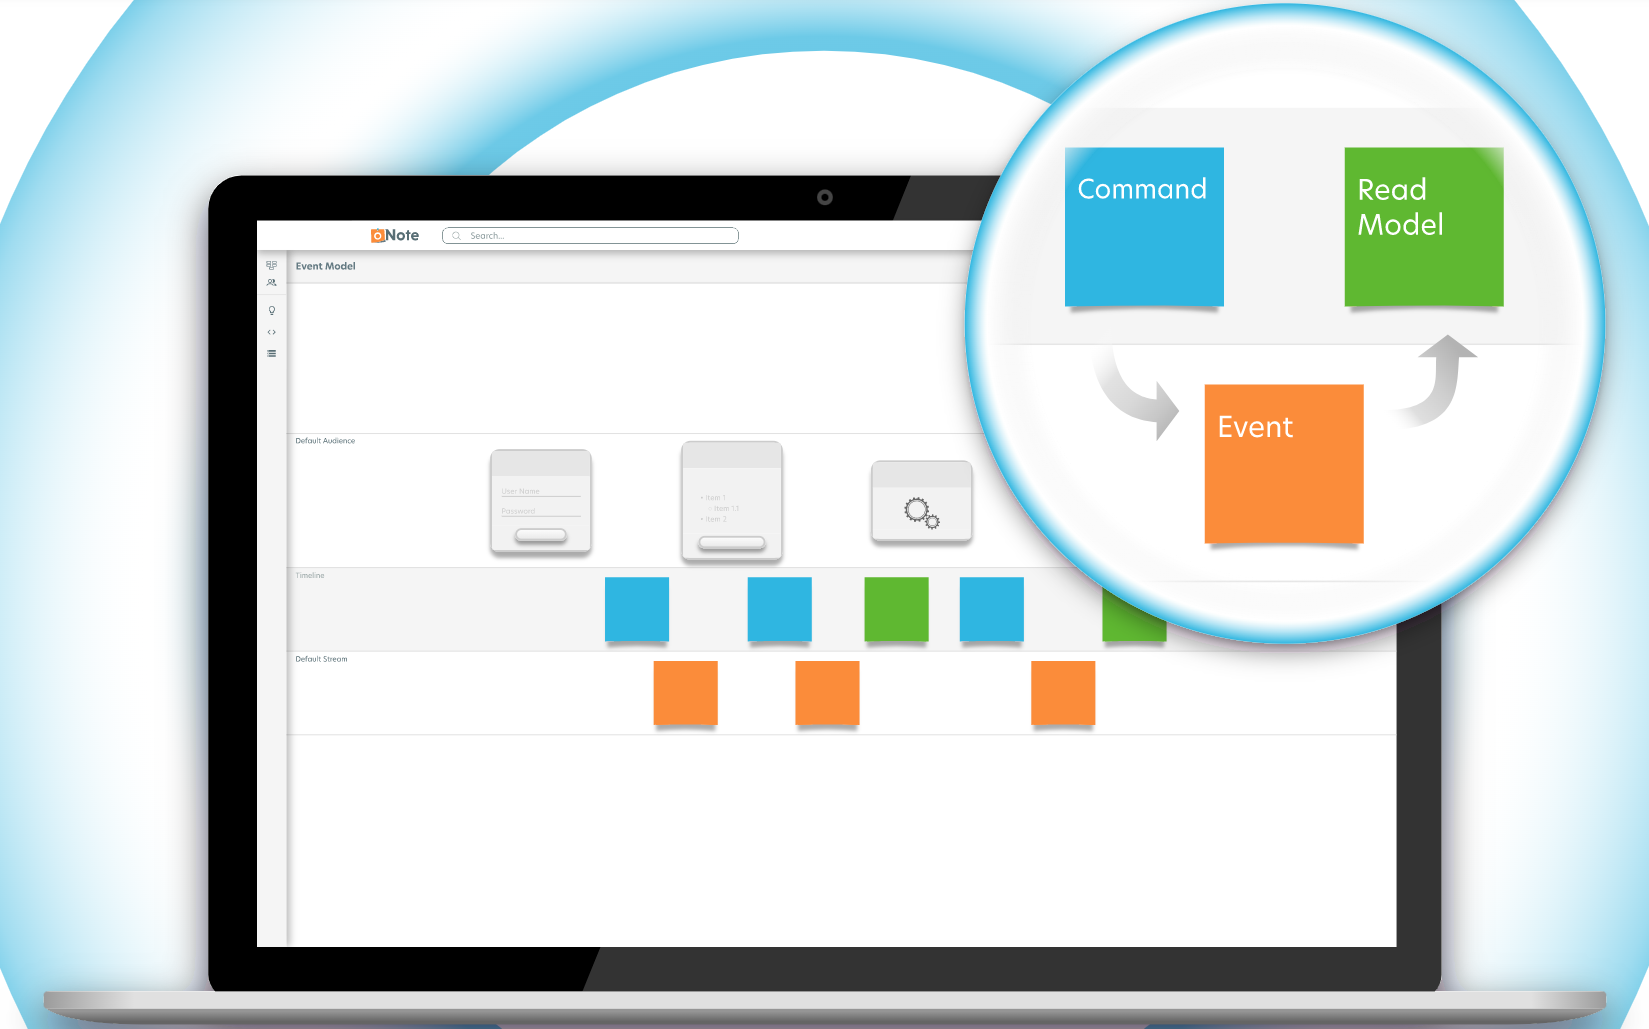 oNote
Search...
Event Model
Default Audience
User Name
Password
• Item 1
○ Item 1.1
• Item 2
Timeline
Default Stream
Command
Read
Model
Event